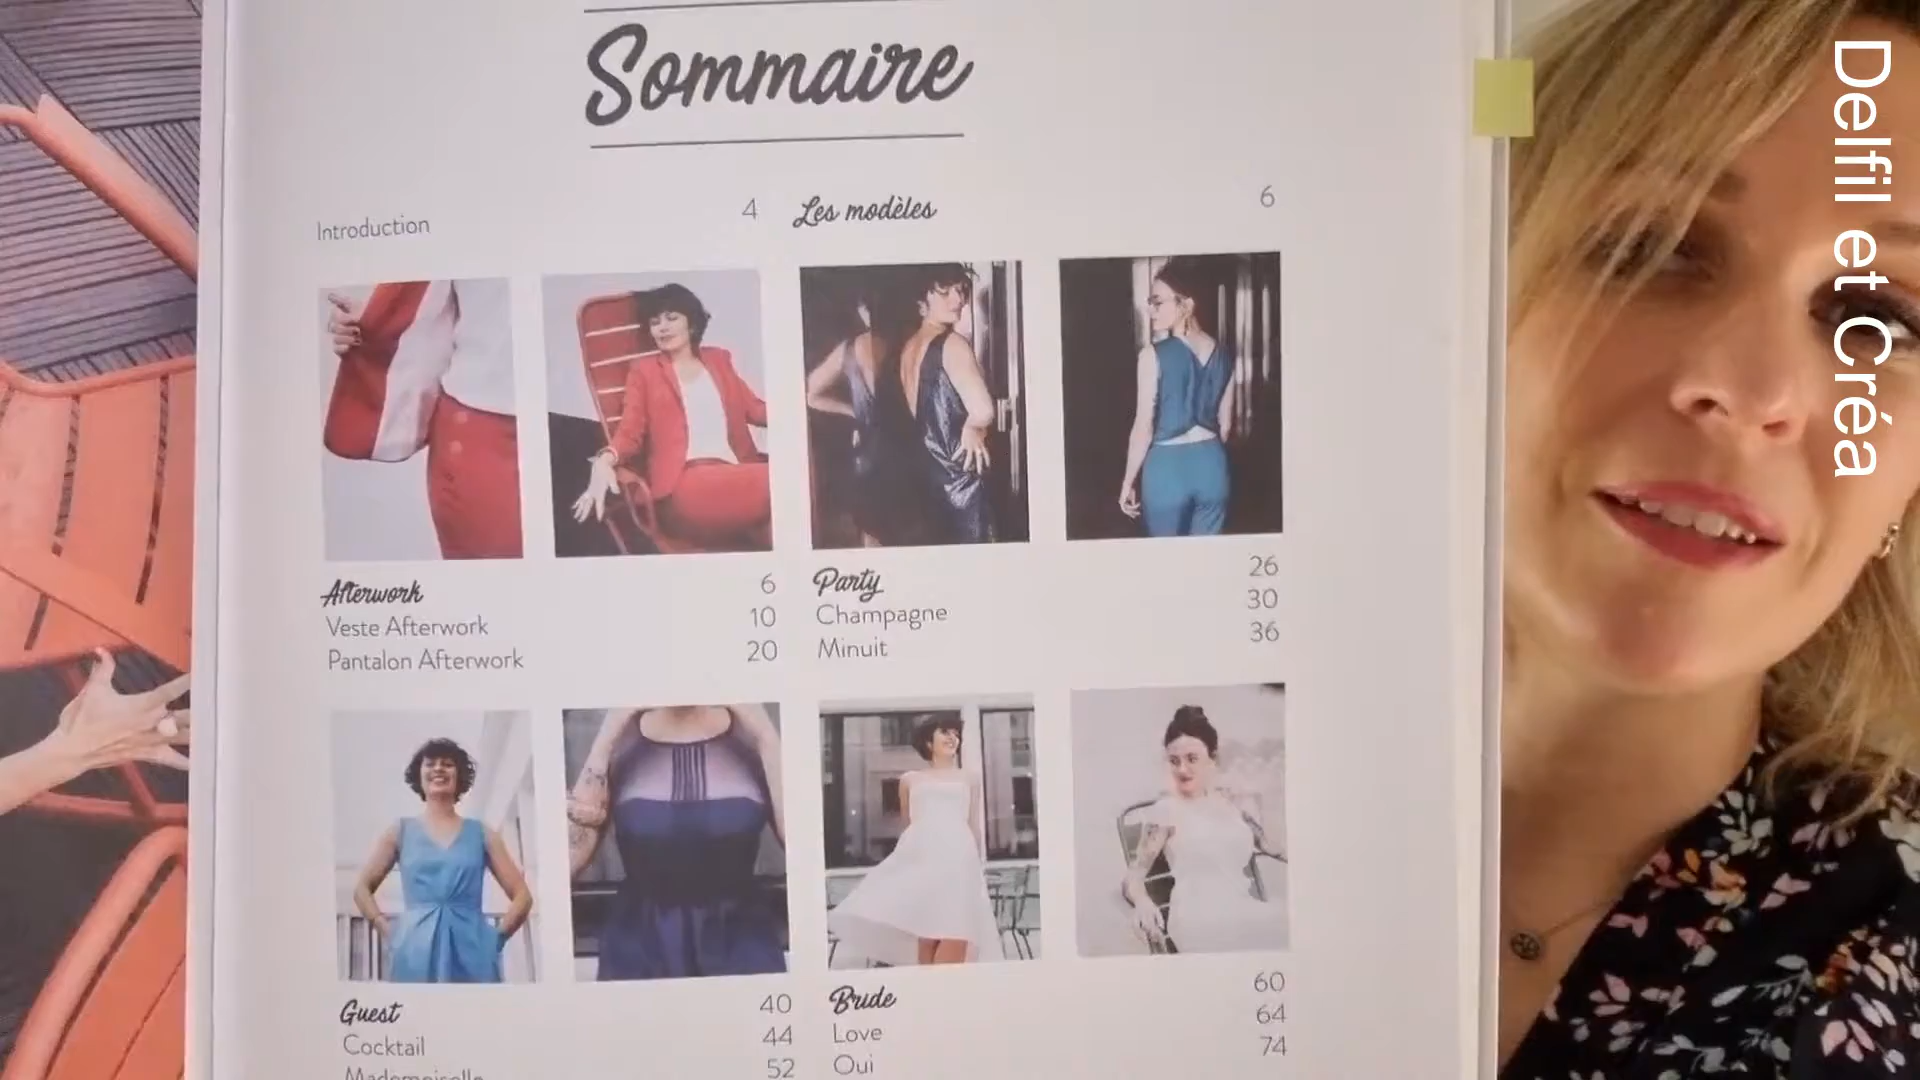 Sommaire
Introduction 4
Les modèles 6
Afterwork 6
Veste Afterwork 10
Pantalon Afterwork 20
Party 26
Champagne 30
Minuit 36
Guest 40
Cocktail 44
Mademoiselle 52
Bride 60
Love 64
Oui 74
Delfil et Créa